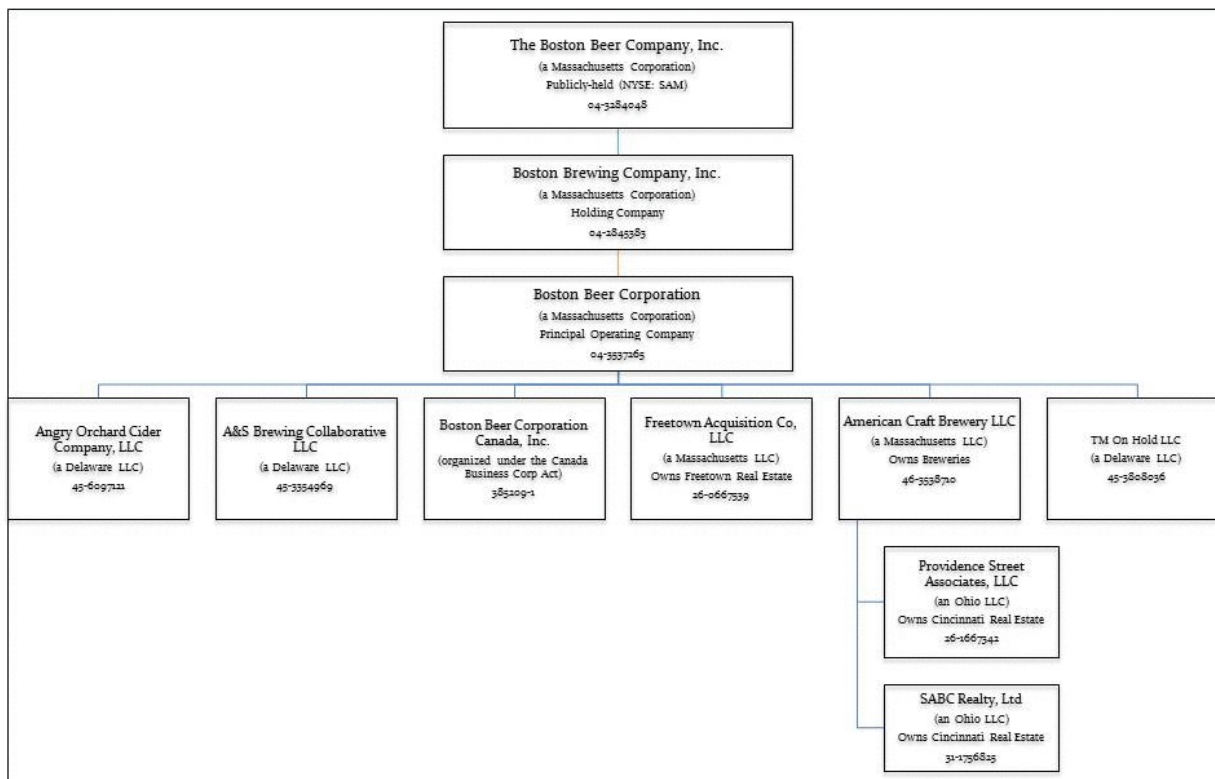 The Boston Beer Company, Inc.
(a Massachusetts Corporation)
Publicly-held (NYSE: SAM)
04-3284048
Boston Brewing Company, Inc.
(a Massachusetts Corporation)
Holding Company
04-2845383
Boston Beer Corporation
(a Massachusetts Corporation)
Principal Operating Company
04-3537265
Angry Orchard Cider
Company, LLC
(a Delaware LLC)
45-6097121
A&S Brewing Collaborative
LLC
(a Delaware LLC)
45-3354969
Boston Beer Corporation
Canada, Inc.
(organized under the Canada
Business Corp Act)
385209-1
Freetown Acquisition Co,
LLC
(a Massachusetts LLC)
Owns Freetown Real Estate
26-0667539
American Craft Brewery LLC
(a Massachusetts LLC)
Owns Breweries
46-3538710
TM On Hold LLC
(a Delaware LLC)
45-3808036
Providence Street
Associates, LLC
(an Ohio LLC)
Owns Cincinnati Real Estate
26-1667342
SABC Realty, Ltd
(an Ohio LLC)
Owns Cincinnati Real Estate
31-1756825